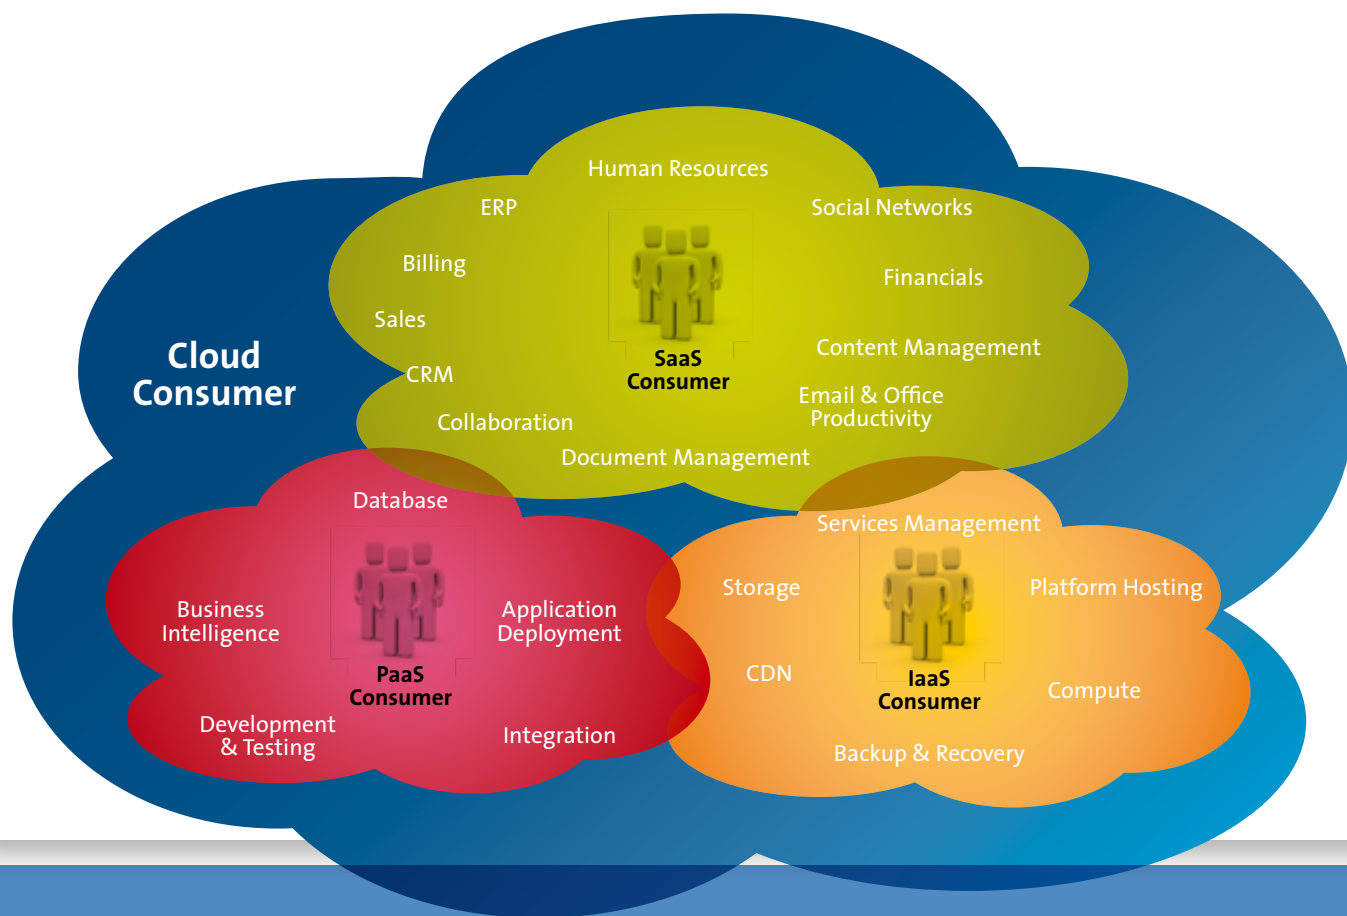 Human Resources
ERP
Social Networks
Billing
Financials
Sales
Cloud
Consumer
SaaS
Consumer
Content Management
CRM
Email & Office
Productivity
Collaboration
Document Management
Database
Services Management
Storage
Platform Hosting
Business
Intelligence
Application
Deployment
PaaS
Consumer
CDN
IaaS
Consumer
Compute
Development
& Testing
Integration
Backup & Recovery